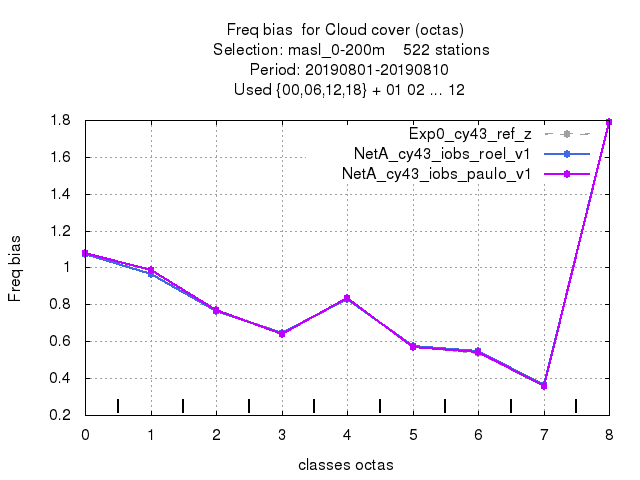 Freq bias  for Cloud cover (octas)
Selection: masl_0-200m    522 stations
Period: 20190801-20190810
Used {00,06,12,18} + 01 02 ... 12
Exp0_cy43_ref_z
NetA_cy43_iobs_roel_v1
NetA_cy43_iobs_paulo_v1
Freq bias
1.8
1.6
1.4
1.2
1
0.8
0.6
0.4
0.2
0 1 2 3 4 5 6 7 8
classes octas